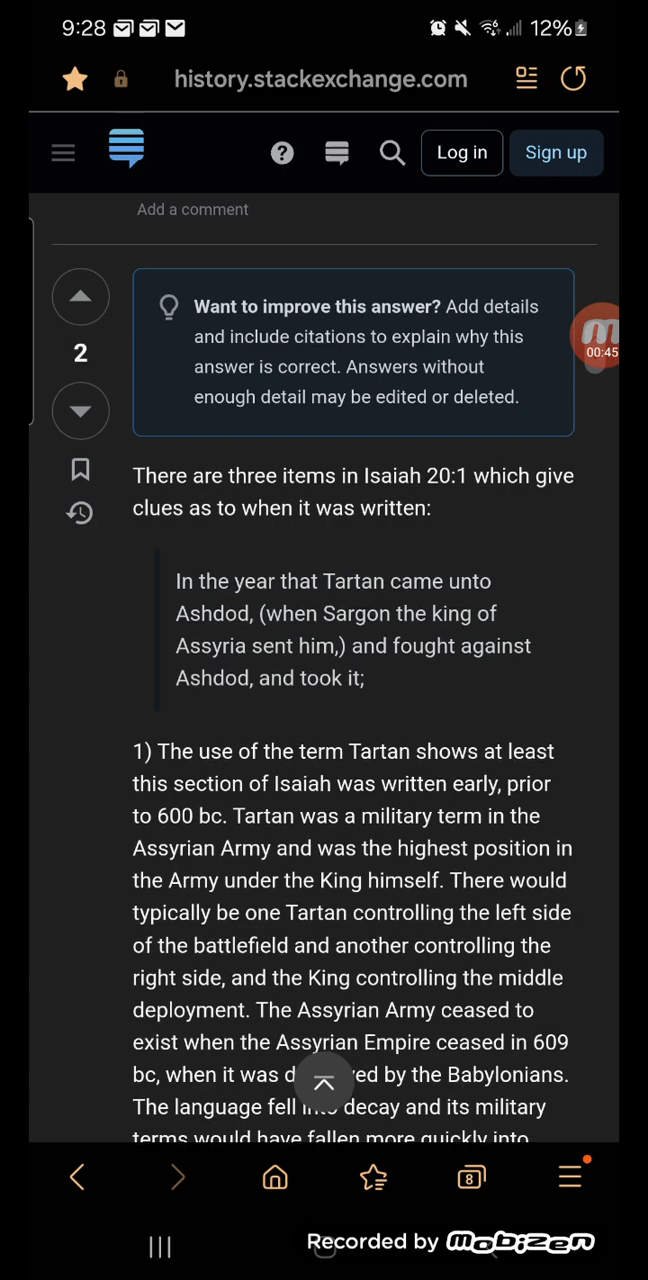 9:28
12%
history.stackexchange.com
Log in
Sign up
Add a comment
Want to improve this answer? Add details
and include citations to explain why this
answer is correct. Answers without
enough detail may be edited or deleted.
00:45
2
There are three items in Isaiah 20:1 which give
clues as to when it was written:
In the year that Tartan came unto
Ashdod, (when Sargon the king of
Assyria sent him,) and fought against
Ashdod, and took it;
1) The use of the term Tartan shows at least
this section of Isaiah was written early, prior
to 600 bc. Tartan was a military term in the
Assyrian Army and was the highest position in
the Army under the King himself. There would
typically be one Tartan controlling the left side
of the battlefield and another controlling the
right side, and the King controlling the middle
deployment. The Assyrian Army ceased to
exist when the Assyrian Empire ceased in 609
bc, when it was by the Babylonians.
The language fell into decay and its military
terms would have fallen more quickly into
8
Recorded by mobizen